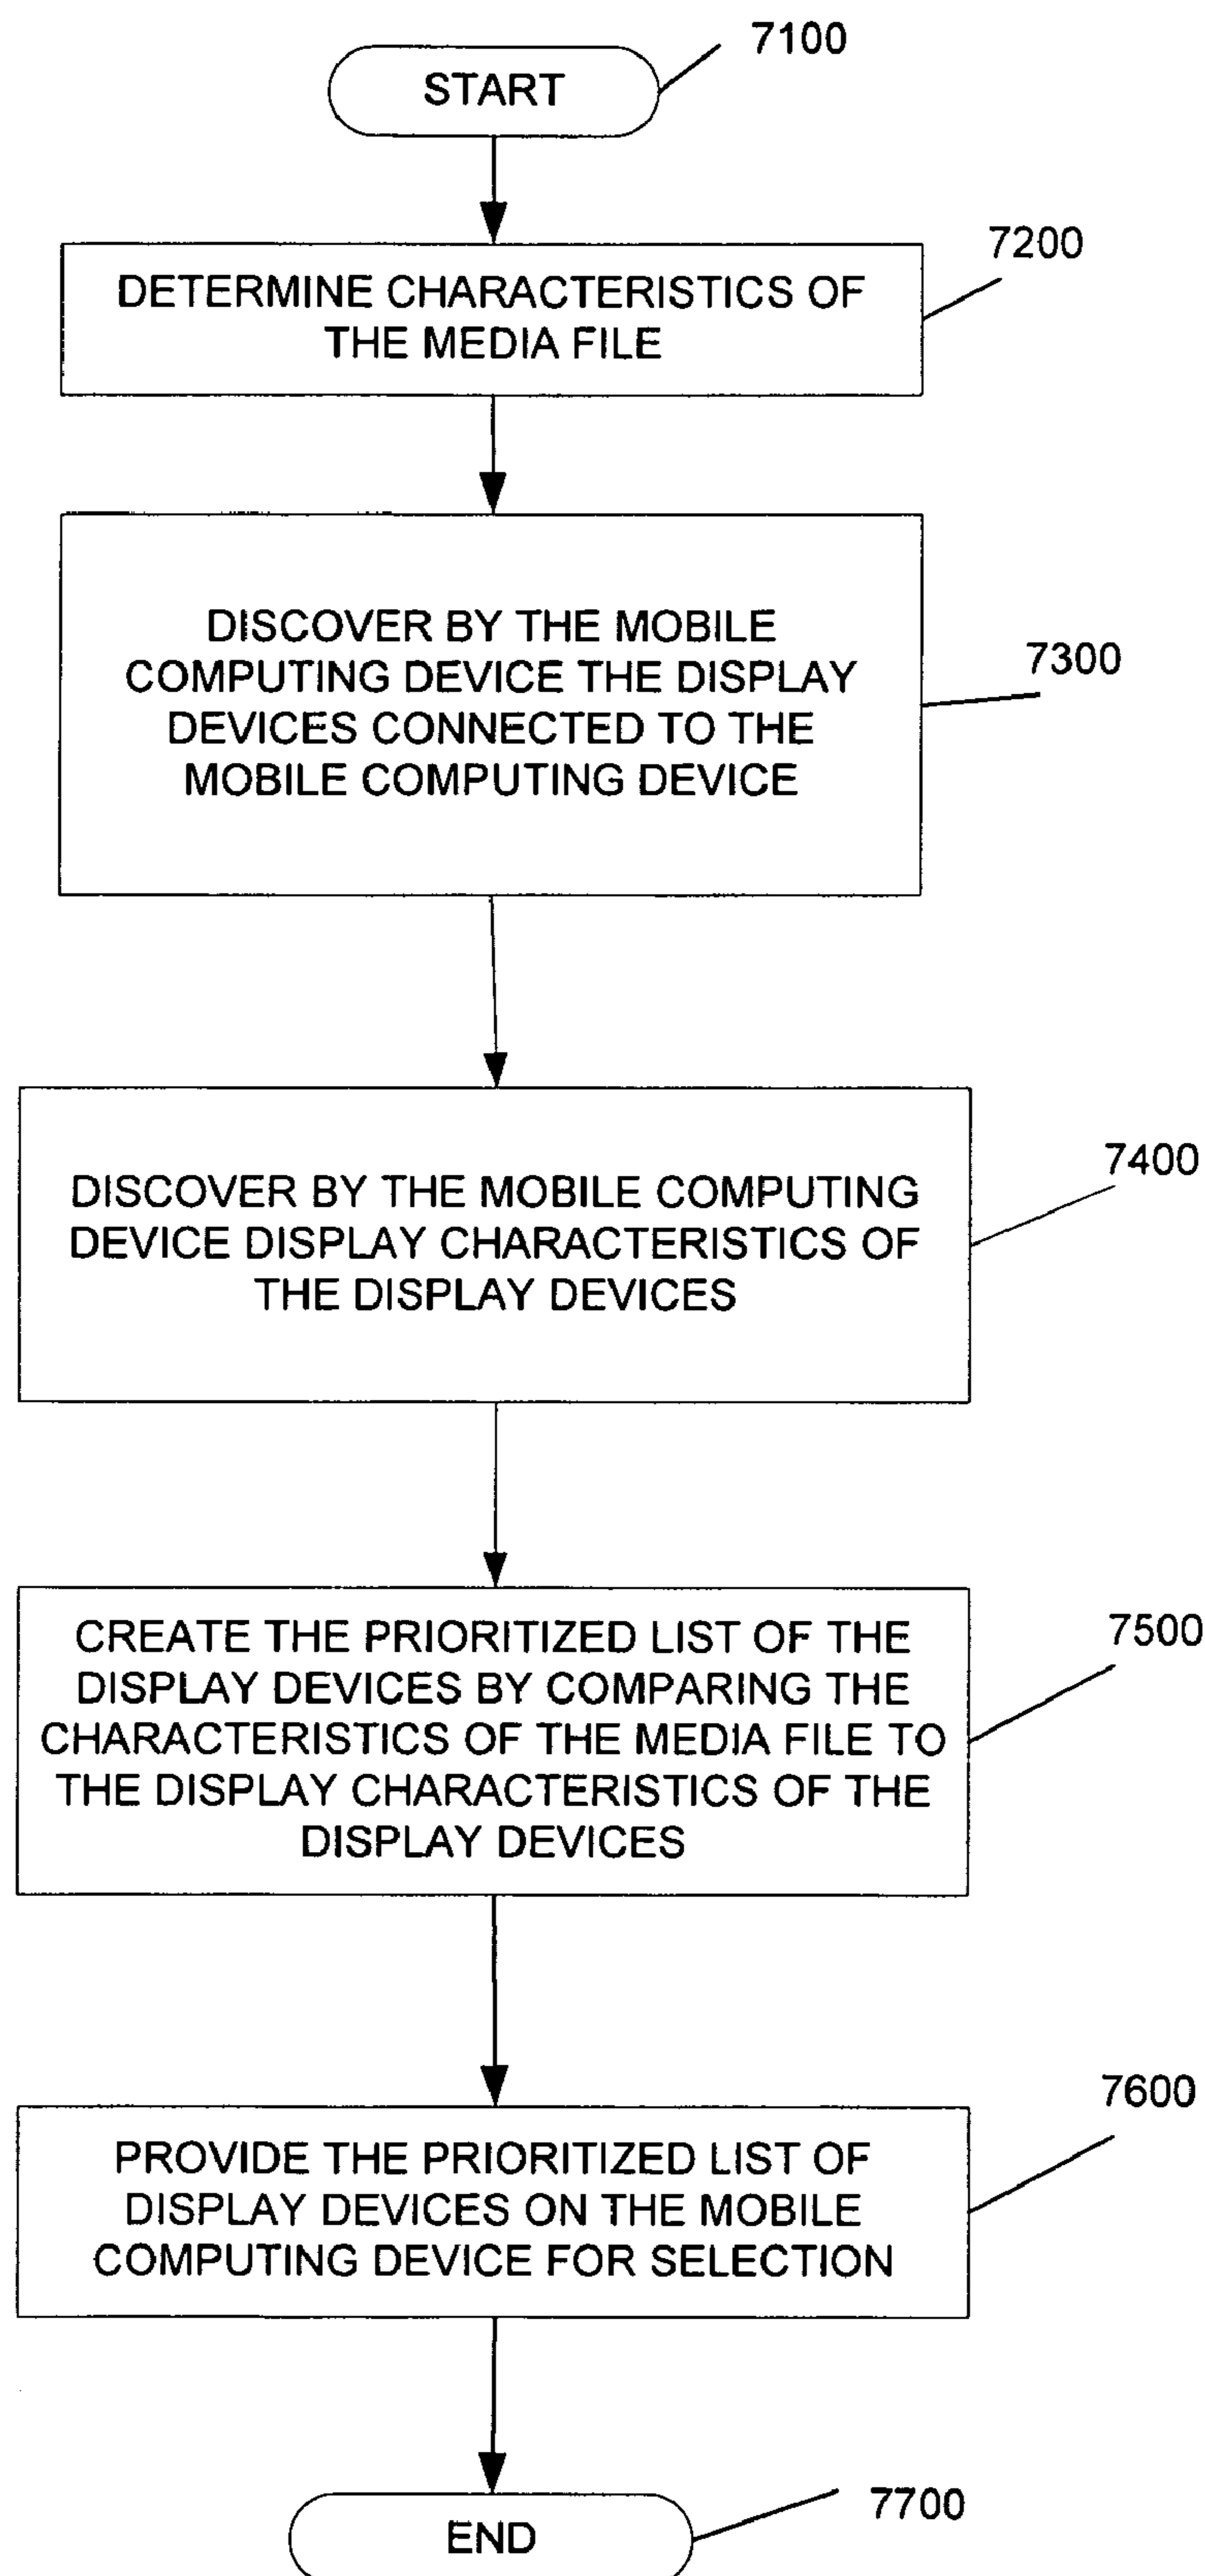 7100
START
7200
DETERMINE CHARACTERISTICS OF
THE MEDIA FILE
7300
DISCOVER BY THE MOBILE
COMPUTING DEVICE THE DISPLAY
DEVICES CONNECTED TO THE
MOBILE COMPUTING DEVICE
7400
DISCOVER BY THE MOBILE COMPUTING
DEVICE DISPLAY CHARACTERISTICS OF
THE DISPLAY DEVICES
7500
CREATE THE PRIORITIZED LIST OF THE
DISPLAY DEVICES BY COMPARING THE
CHARACTERISTICS OF THE MEDIA FILE TO
THE DISPLAY CHARACTERISTICS OF THE
DISPLAY DEVICES
7600
PROVIDE THE PRIORITIZED LIST OF
DISPLAY DEVICES ON THE MOBILE
COMPUTING DEVICE FOR SELECTION
7700
END